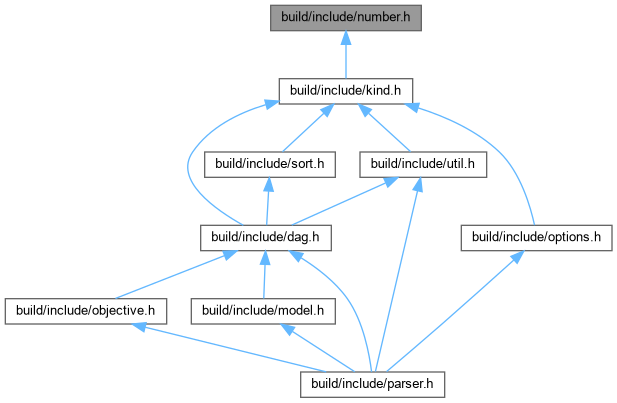 build/include/number.h
build/include/kind.h
build/include/sort.h
build/include/util.h
build/include/dag.h
build/include/options.h
build/include/objective.h
build/include/model.h
build/include/parser.h